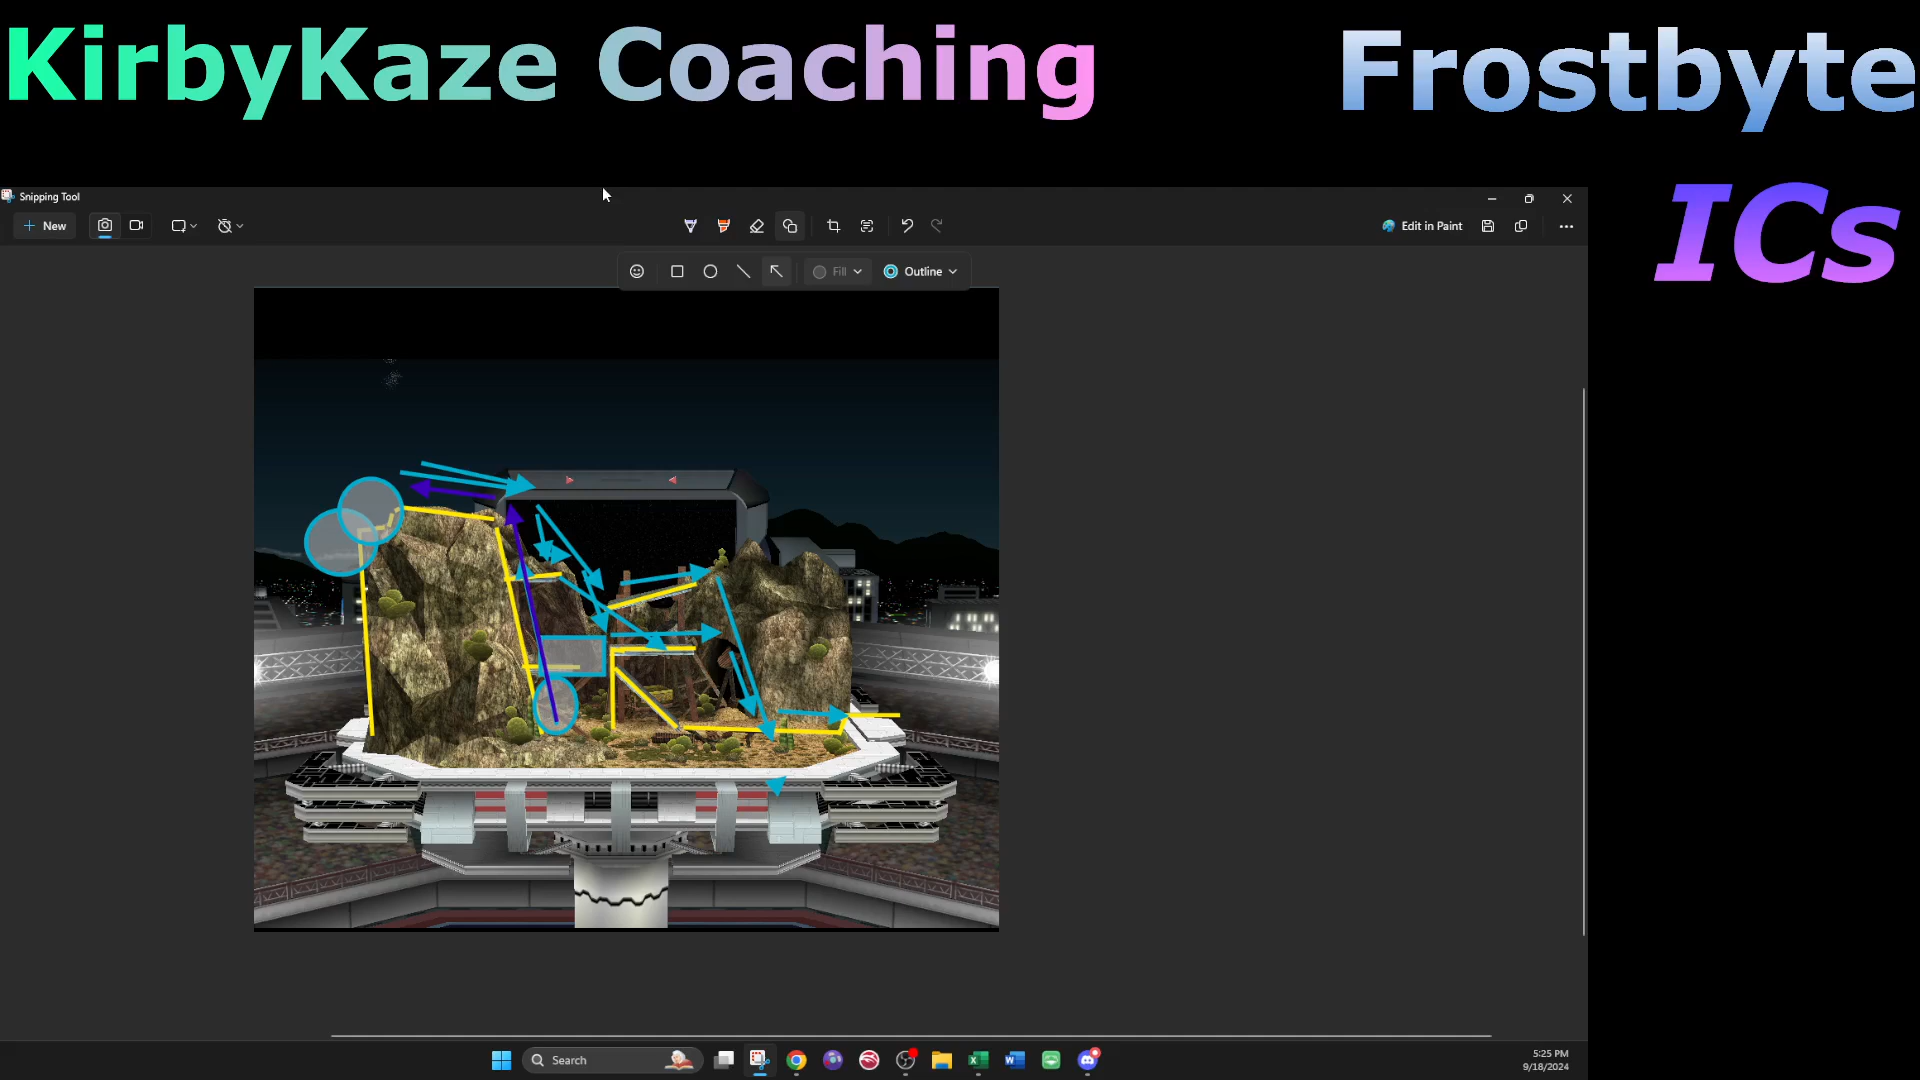 KirbyKaze Coaching
Frostbyte
ICs
Snipping Tool
New
Edit in Paint
Fill
Outline
Search
5:25 PM
9/18/2024